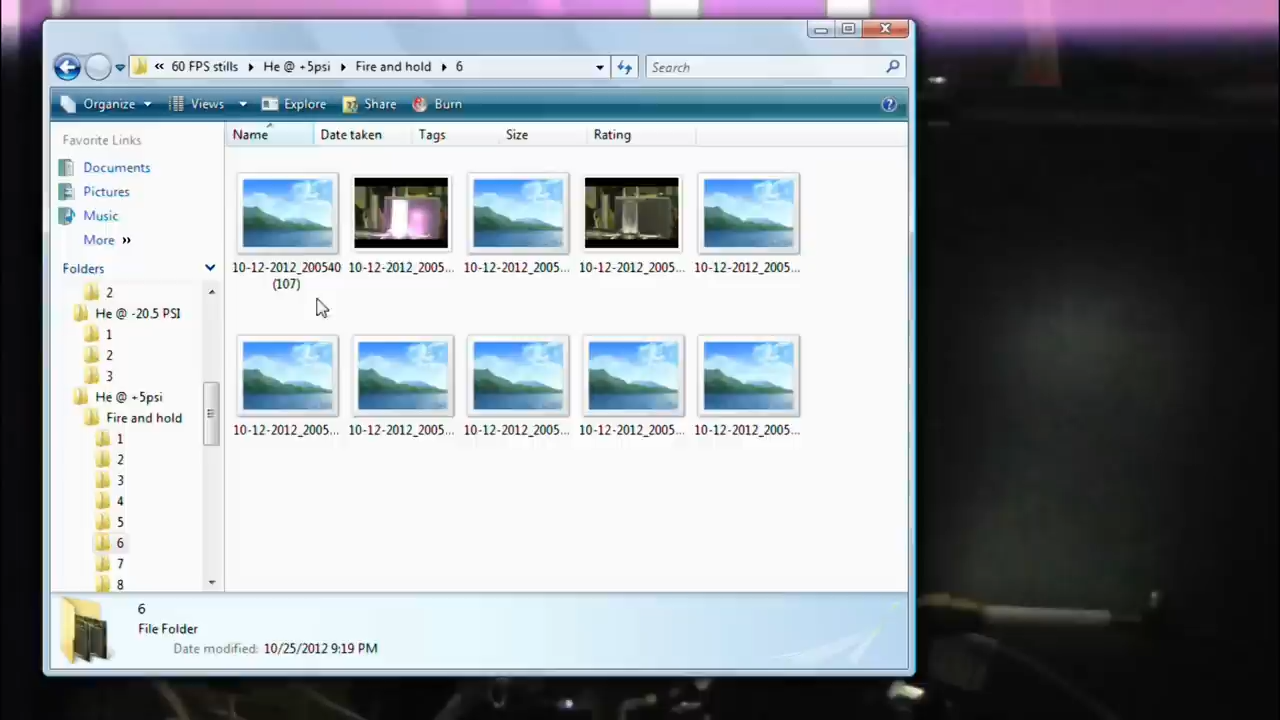 « 60 FPS stills He @ +5psi Fire and hold 6
Search
Organize Views Explore Share Burn
Favorite Links
Name Date taken Tags Size Rating
Documents
Pictures
Music
More »
Folders
2
He @ -20.5 PSI
1
2
3
He @ +5psi
Fire and hold
1
2
3
4
5
6
7
8
10-12-2012_200540
(107)
10-12-2012_2005...
10-12-2012_2005...
10-12-2012_2005...
10-12-2012_2005...
10-12-2012_2005...
10-12-2012_2005...
10-12-2012_2005...
10-12-2012_2005...
10-12-2012_2005...
6
File Folder
Date modified: 10/25/2012 9:19 PM